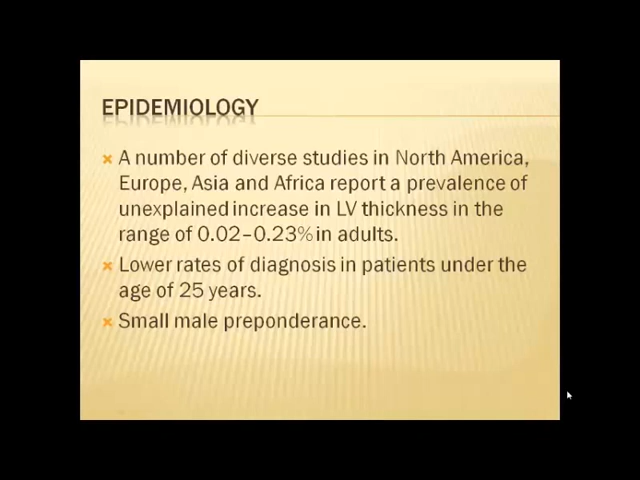 EPIDEMIOLOGY
A number of diverse studies in North America,
Europe, Asia and Africa report a prevalence of
unexplained increase in LV thickness in the
range of 0.02–0.23% in adults.
Lower rates of diagnosis in patients under the
age of 25 years.
Small male preponderance.